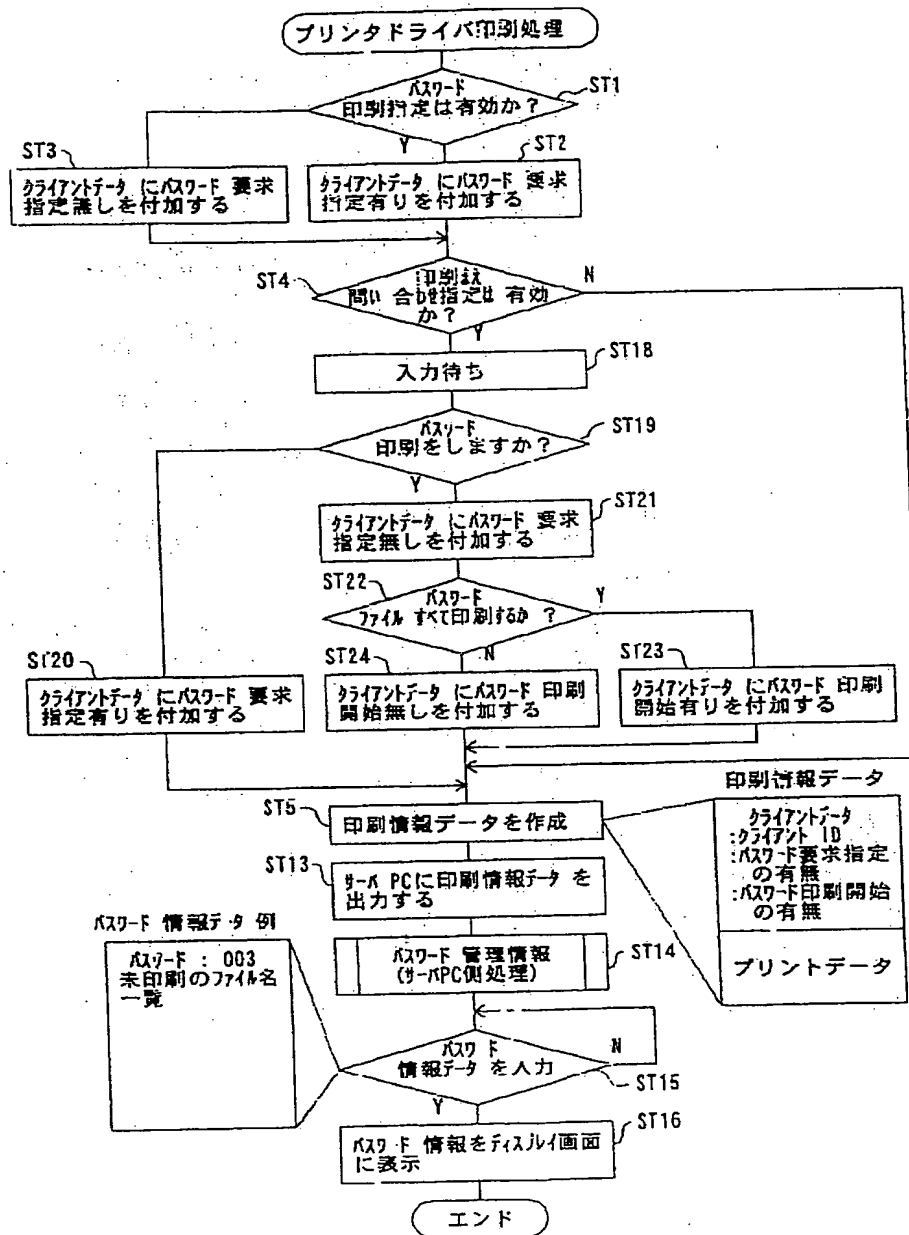 プリンタドライバ印刷処理
パスワード
印刷指定は有効か?
ST1
Y
ST3
ST2
クライアントデータ にパスワード 要求
指定無しを付加する
クライアントデータ にパスワード 要求
指定有りを付加する
ST4
印刷まえ
問い合わせ指定は 有効
か?
N
Y
ST18
入力待ち
パスワード
印刷をしますか?
ST19
Y
ST21
クライアントデータ にパスワード 要求
指定無しを付加する
ST22
パスワード
ファイル すべて印刷するか ?
Y
N
ST20
ST24
ST23
クライアントデータ にパスワード 要求
指定有りを付加する
クライアントデータ にパスワード 印刷
開始無しを付加する
クライアントデータ にパスワード 印刷
開始有りを付加する
印刷情報データ
ST5
印刷情報データを作成
クライアントデータ
:クライアント ID
:パスワード要求指定
の有無
:パスワード印刷開始
の有無
プリントデータ
ST13
サーバ PCに印刷情報データ を
出力する
パスワード 情報データ 例
パスワード : 003
未印刷のファイル名
一覧
パスワード 管理情報
(サーバPC側処理)
ST14
パスワード
情報データ を入力
N
ST15
Y
ST16
パスワード 情報をディスプレイ画面
に表示
エンド